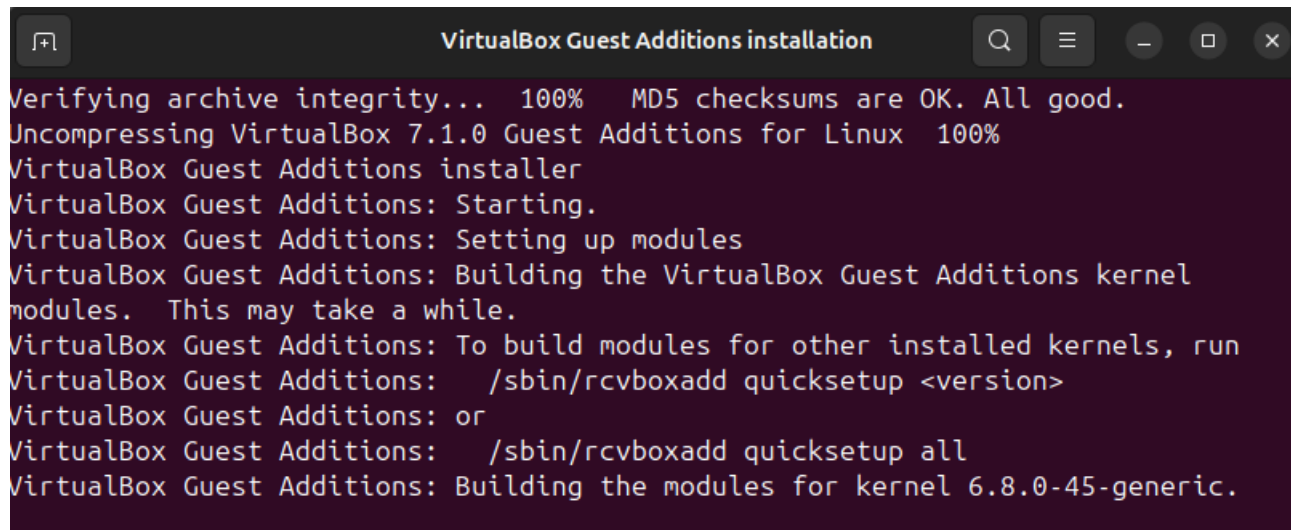 VirtualBox Guest Additions installation
Verifying archive integrity...  100%   MD5 checksums are OK. All good.
Uncompressing VirtualBox 7.1.0 Guest Additions for Linux  100%
VirtualBox Guest Additions installer
VirtualBox Guest Additions: Starting.
VirtualBox Guest Additions: Setting up modules
VirtualBox Guest Additions: Building the VirtualBox Guest Additions kernel
modules.  This may take a while.
VirtualBox Guest Additions: To build modules for other installed kernels, run
VirtualBox Guest Additions:   /sbin/rcvboxadd quicksetup <version>
VirtualBox Guest Additions: or
VirtualBox Guest Additions:   /sbin/rcvboxadd quicksetup all
VirtualBox Guest Additions: Building the modules for kernel 6.8.0-45-generic.